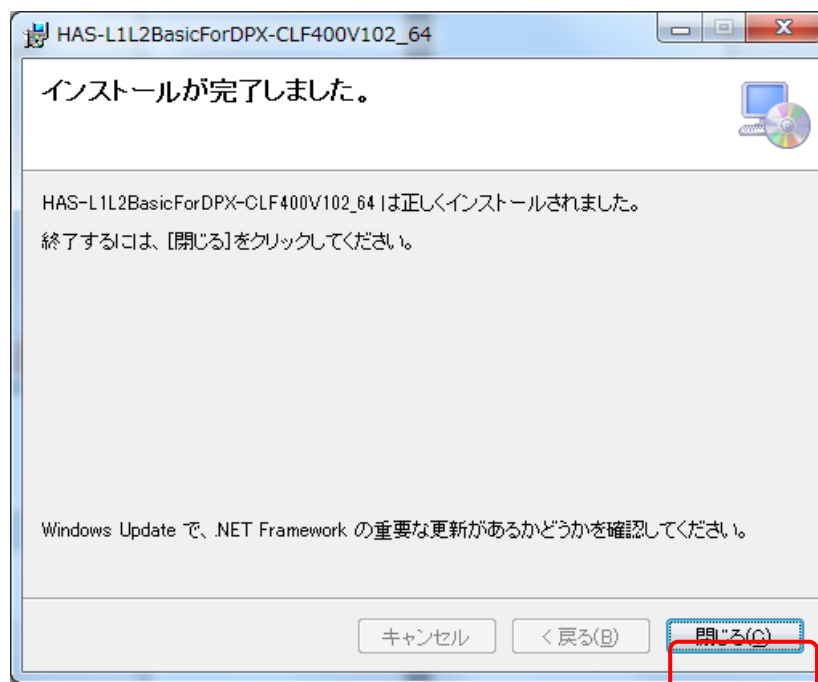 HAS-L1L2BasicForDPX-CLF400V102_64
インストールが完了しました。
HAS-L1L2BasicForDPX-CLF400V102_64 は正しくインストールされました。
終了するには、[閉じる]をクリックしてください。
Windows Update で、.NET Framework の重要な更新があるかどうかを確認してください。
キャンセル
< 戻る(B)
閉じる(C)